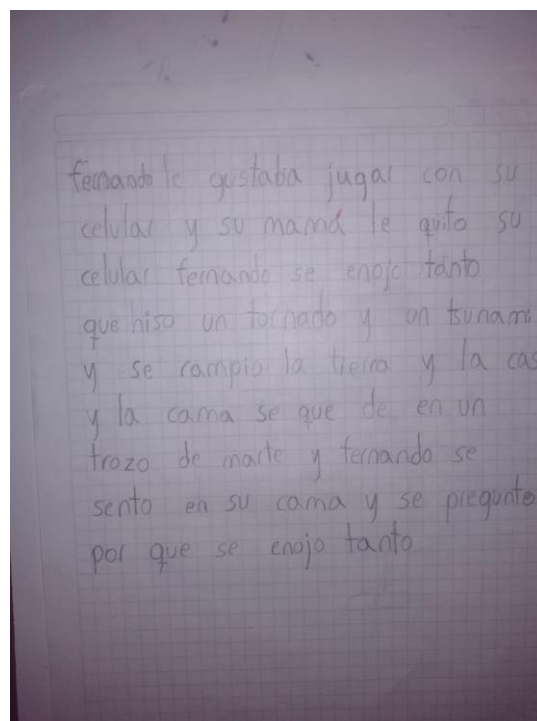 fernando le gustaba jugar con su
celular y su mamá le quito su
celular fernando se enojo tanto
que hiso un tornado y un tsunami
y se rampio la tierra y la cas
y la cama se que de en un
trozo de marte y fernando se
sento en su cama y se pregunto
por que se enojo tanto